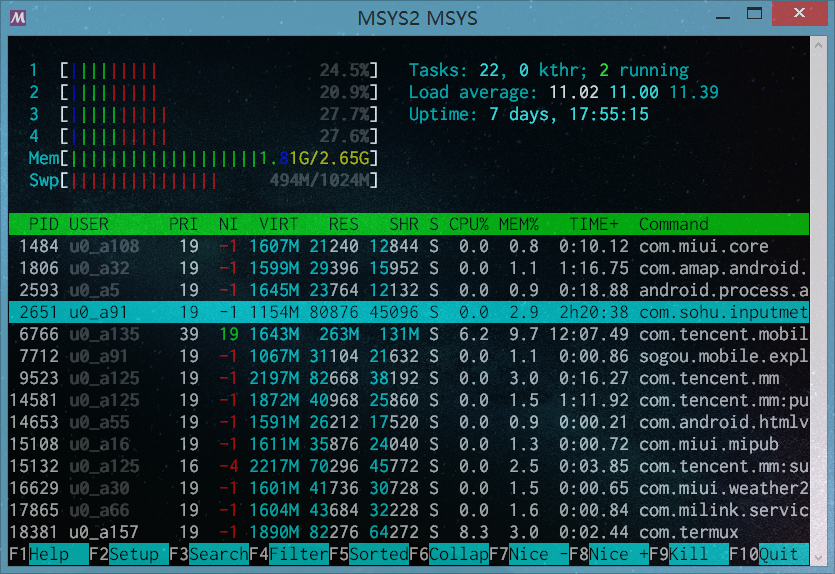 M MSYS2 MSYS
1 [|||||||||| 24.5%] Tasks: 22, 0 kthr; 2 running
2 [|||||||||| 20.9%] Load average: 11.02 11.00 11.39
3 [||||||||||| 27.7%] Uptime: 7 days, 17:55:15
4 [||||||||||| 27.6%]
Mem[|||||||||||||||||||1.81G/2.65G]
Swp[|||||||||||||||| 494M/1024M]
PID USER PRI NI VIRT RES SHR S CPU% MEM% TIME+ Command
1484 u0_a108 19 -1 1607M 21240 12844 S 0.0 0.8 0:10.12 com.miui.core
1806 u0_a32 19 -1 1599M 29396 15952 S 0.0 1.1 1:16.75 com.amap.android.
2593 u0_a5 19 -1 1645M 23764 12132 S 0.0 0.9 0:18.88 android.process.a
2651 u0_a91 19 -1 1154M 80876 45096 S 0.0 2.9 2h20:38 com.sohu.inputmet
6766 u0_a135 39 19 1643M 263M 131M S 6.2 9.7 12:07.49 com.tencent.mobil
7712 u0_a91 19 -1 1067M 31104 21632 S 0.0 1.1 0:00.86 sogou.mobile.expl
9523 u0_a125 19 -1 2197M 82668 38192 S 0.0 3.0 0:16.27 com.tencent.mm
14581 u0_a125 19 -1 1872M 40968 25860 S 0.0 1.5 1:11.92 com.tencent.mm:pu
14653 u0_a55 19 -1 1591M 26212 17520 S 0.0 0.9 0:00.21 com.android.htmlv
15108 u0_a16 19 -1 1611M 35876 24040 S 0.0 1.3 0:00.72 com.miui.mipub
15132 u0_a125 16 -4 2217M 70296 45772 S 0.0 2.5 0:03.85 com.tencent.mm:su
16629 u0_a30 19 -1 1601M 41736 30728 S 0.0 1.5 0:00.65 com.miui.weather2
17865 u0_a66 19 -1 1604M 43684 32228 S 0.0 1.6 0:00.84 com.milink.servic
18381 u0_a157 19 -1 1890M 82276 64272 S 8.3 3.0 0:02.44 com.termux
F1Help F2Setup F3SearchF4FilterF5SortedF6CollapF7Nice -F8Nice +F9Kill F10Quit